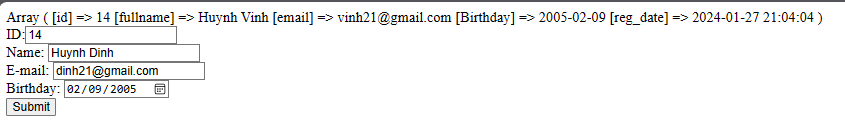 Array ( [id] => 14 [fullname] => Huynh Vinh [email] => vinh21@gmail.com [Birthday] => 2005-02-09 [reg_date] => 2024-01-27 21:04:04 )
ID: 14
Name: Huynh Dinh
E-mail: dinh21@gmail.com
Birthday: 02/09/2005
Submit